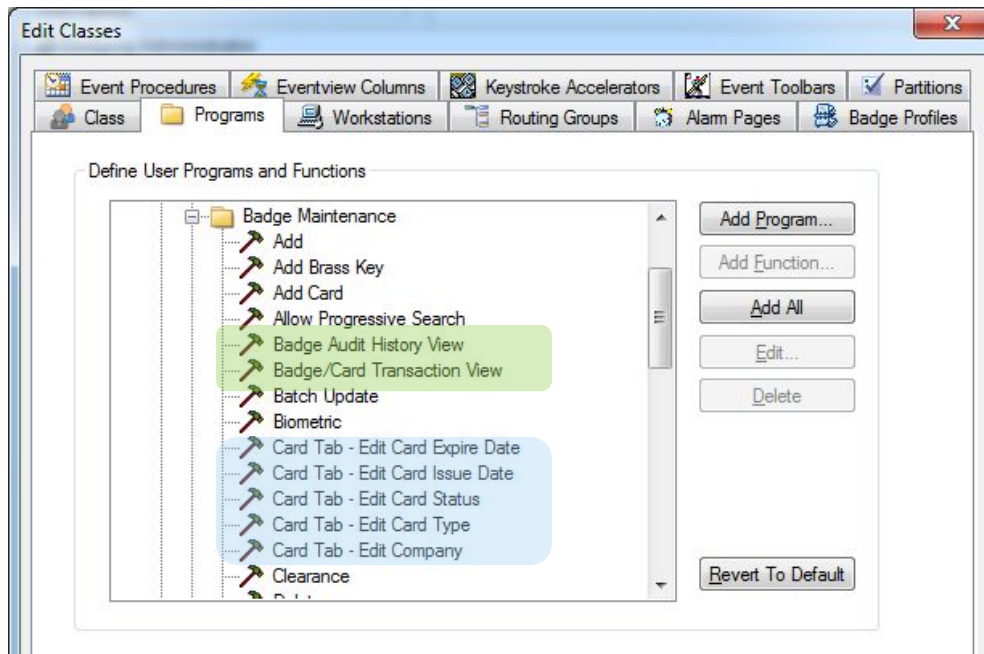 Edit Classes
Event Procedures Eventview Columns Keystroke Accelerators Event Toolbars Partitions
Class Programs Workstations Routing Groups Alarm Pages Badge Profiles
Define User Programs and Functions
Badge Maintenance
Add
Add Brass Key
Add Card
Allow Progressive Search
Badge Audit History View
Badge/Card Transaction View
Batch Update
Biometric
Card Tab - Edit Card Expire Date
Card Tab - Edit Card Issue Date
Card Tab - Edit Card Status
Card Tab - Edit Card Type
Card Tab - Edit Company
Clearance
Add Program...
Add Function...
Add All
Edit...
Delete
Revert To Default